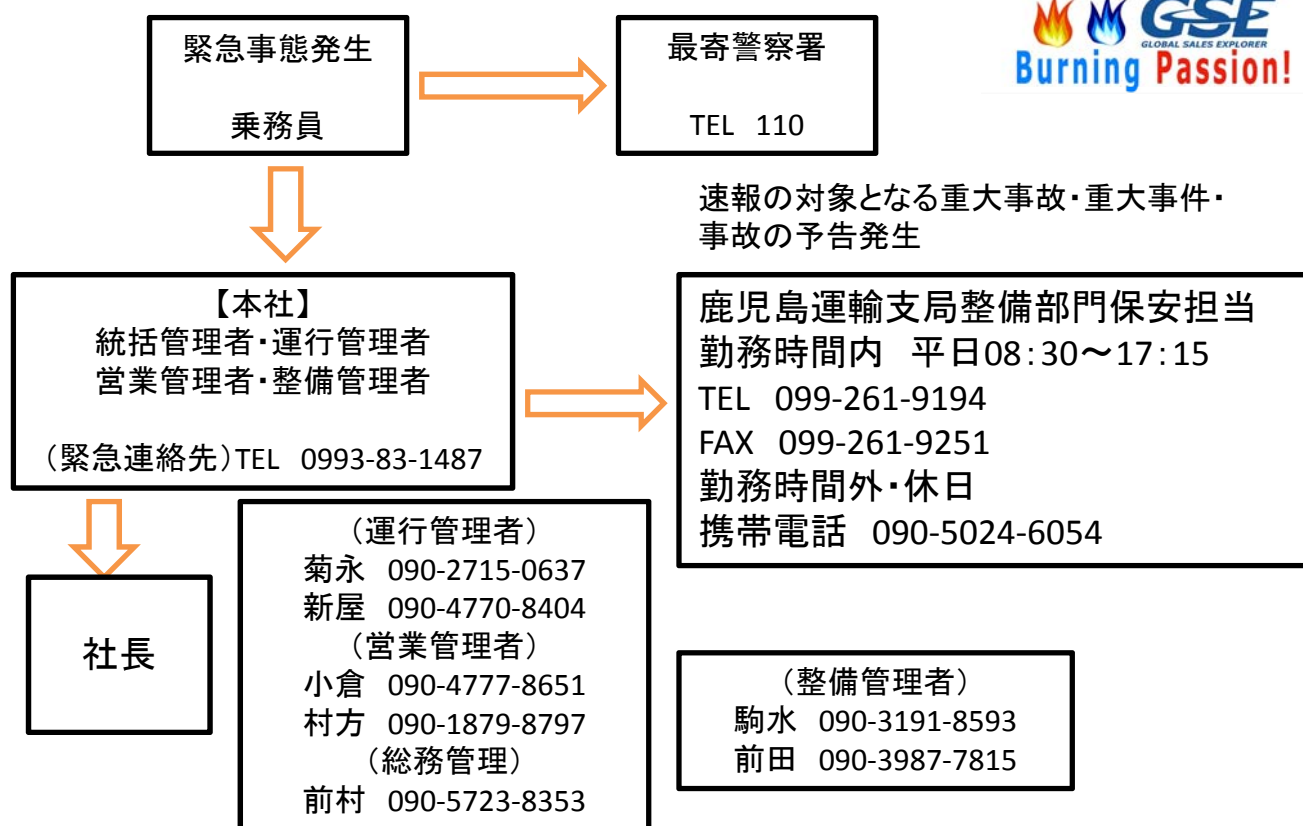 緊急事態発生
乗務員
最寄警察署
TEL 110
GSE
GLOBAL SALES EXPLORER
Burning Passion!
速報の対象となる重大事故・重大事件・
事故の予告発生
【本社】
統括管理者・運行管理者
営業管理者・整備管理者
（緊急連絡先）TEL 0993-83-1487
鹿児島運輸支局整備部門保安担当
勤務時間内 平日08：30～17：15
TEL 099-261-9194
FAX 099-261-9251
勤務時間外・休日
携帯電話 090-5024-6054
社長
（運行管理者）
菊永 090-2715-0637
新屋 090-4770-8404
（営業管理者）
小倉 090-4777-8651
村方 090-1879-8797
（総務管理）
前村 090-5723-8353
（整備管理者）
駒水 090-3191-8593
前田 090-3987-7815